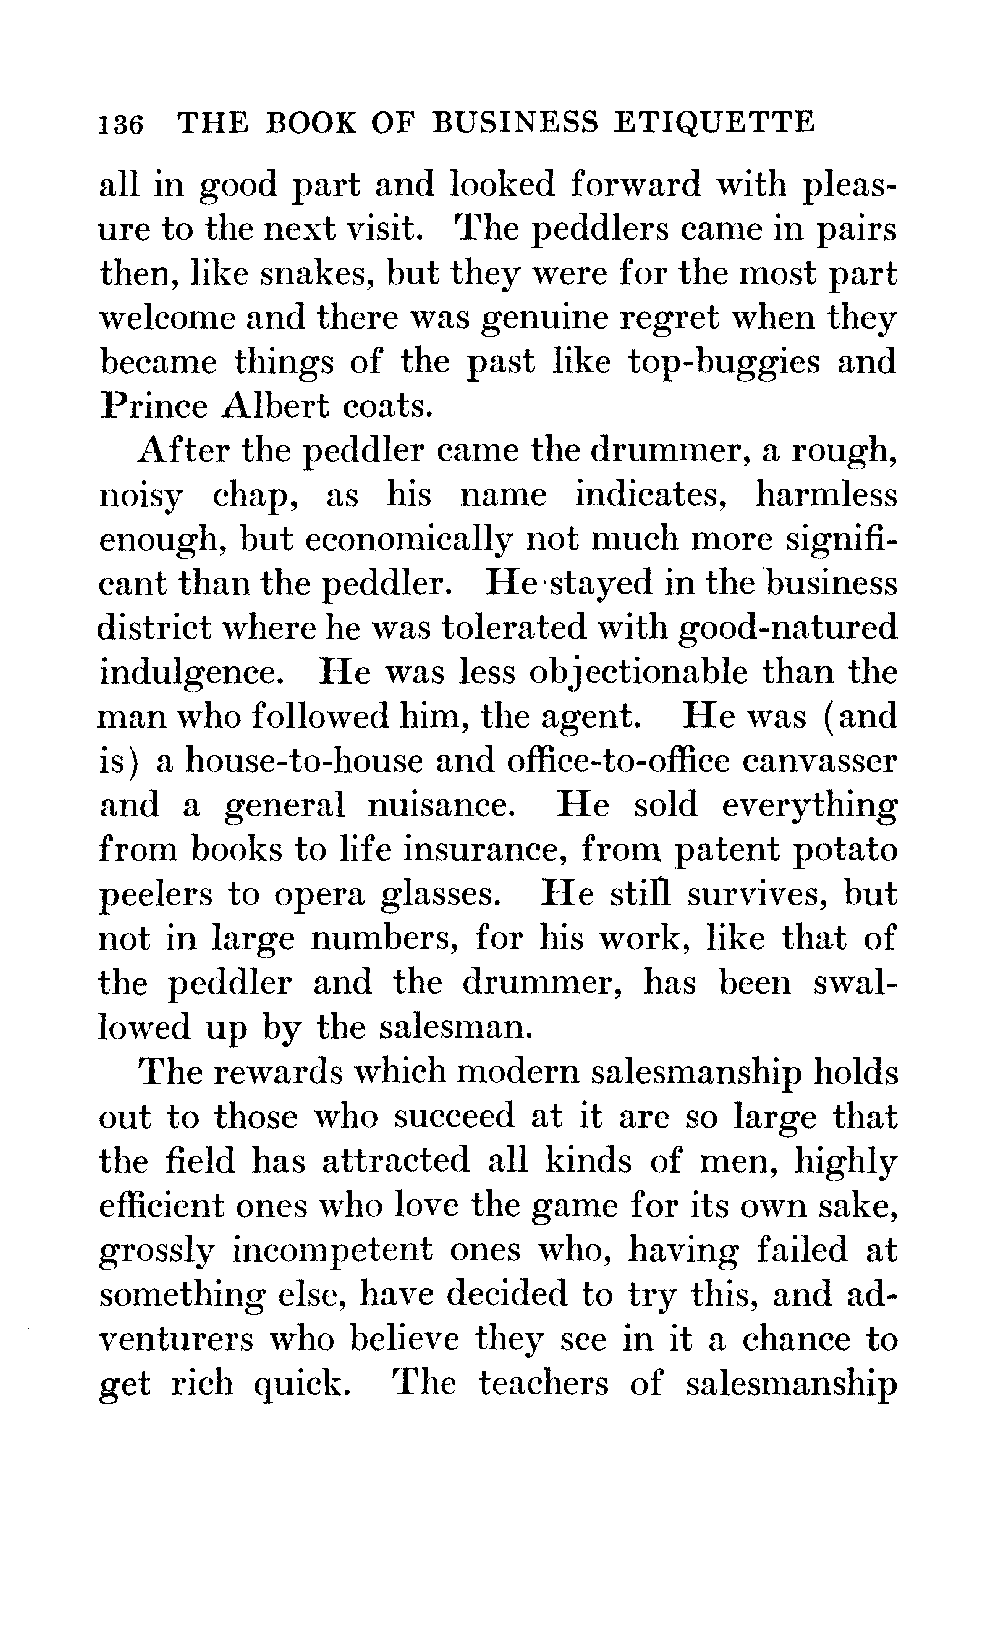 136 THE BOOK OF BUSINESS ETIQUETTE
all in good part and looked forward with pleas-
ure to the next visit. The peddlers came in pairs
then, like snakes, but they were for the most part
welcome and there was genuine regret when they
became things of the past like top-buggies and
Prince Albert coats.
After the peddler came the drummer, a rough,
noisy chap, as his name indicates, harmless
enough, but economically not much more signifi-
cant than the peddler. He stayed in the business
district where he was tolerated with good-natured
indulgence. He was less objectionable than the
man who followed him, the agent. He was (and
is) a house-to-house and office-to-office canvasser
and a general nuisance. He sold everything
from books to life insurance, from patent potato
peelers to opera glasses. He still survives, but
not in large numbers, for his work, like that of
the peddler and the drummer, has been swal-
lowed up by the salesman.
The rewards which modern salesmanship holds
out to those who succeed at it are so large that
the field has attracted all kinds of men, highly
efficient ones who love the game for its own sake,
grossly incompetent ones who, having failed at
something else, have decided to try this, and ad-
venturers who believe they see in it a chance to
get rich quick. The teachers of salesmanship